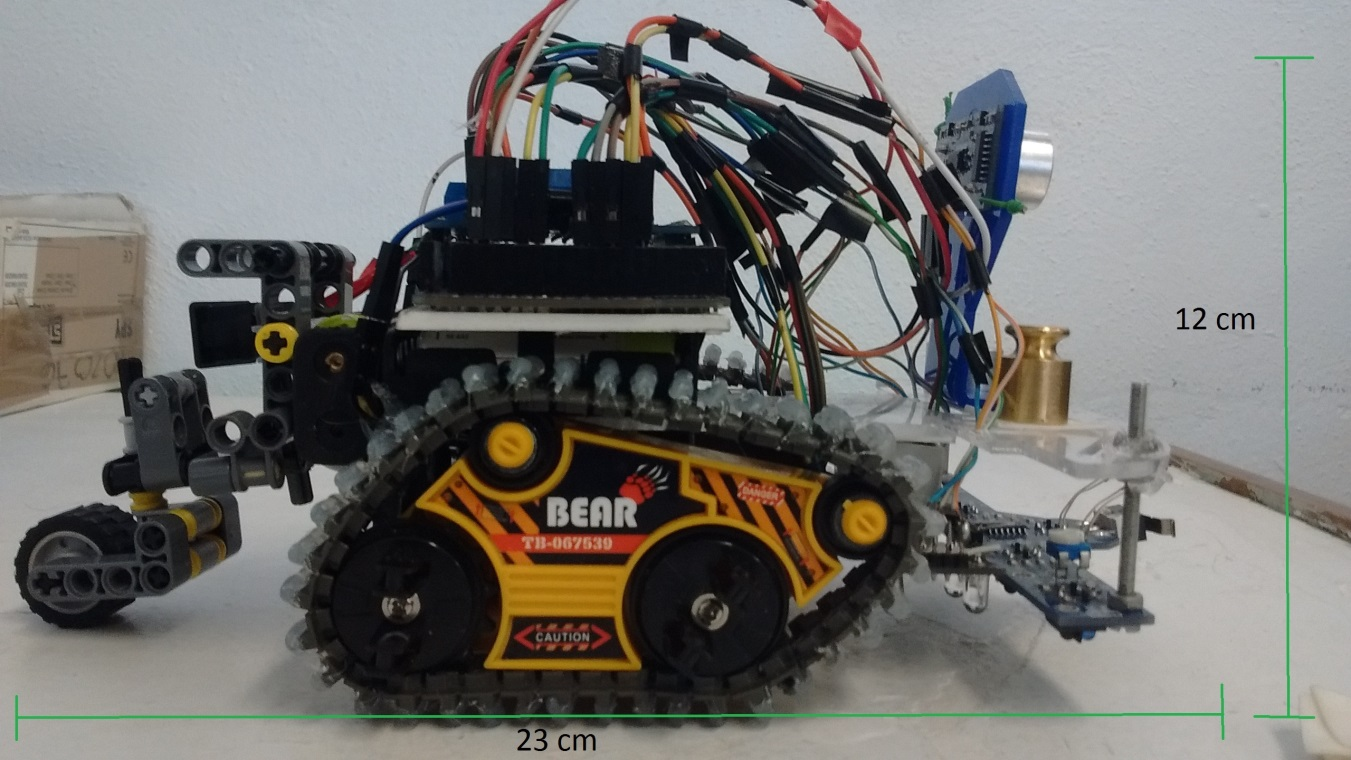 12 cm
BEAR
DANGER
TB-067539
CAUTION
23 cm